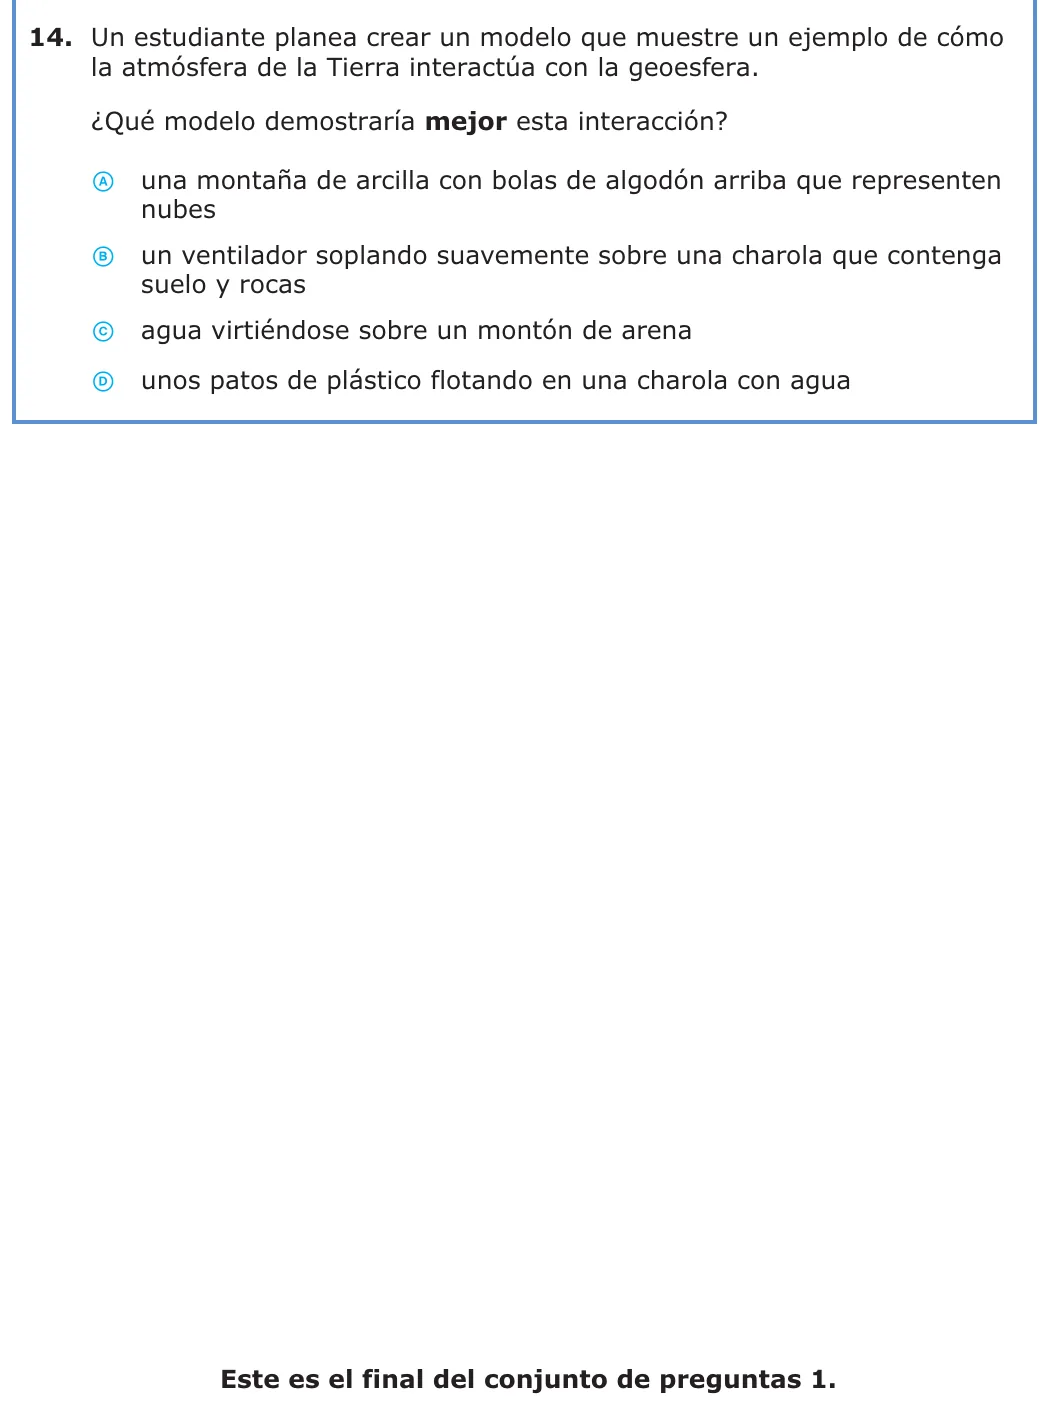 14. Un estudiante planea crear un modelo que muestre un ejemplo de cómo
la atmósfera de la Tierra interactúa con la geoesfera.
¿Qué modelo demostraría mejor esta interacción?
A una montaña de arcilla con bolas de algodón arriba que representen
nubes
B un ventilador soplando suavemente sobre una charola que contenga
suelo y rocas
C agua virtiéndose sobre un montón de arena
D unos patos de plástico flotando en una charola con agua
Este es el final del conjunto de preguntas 1.